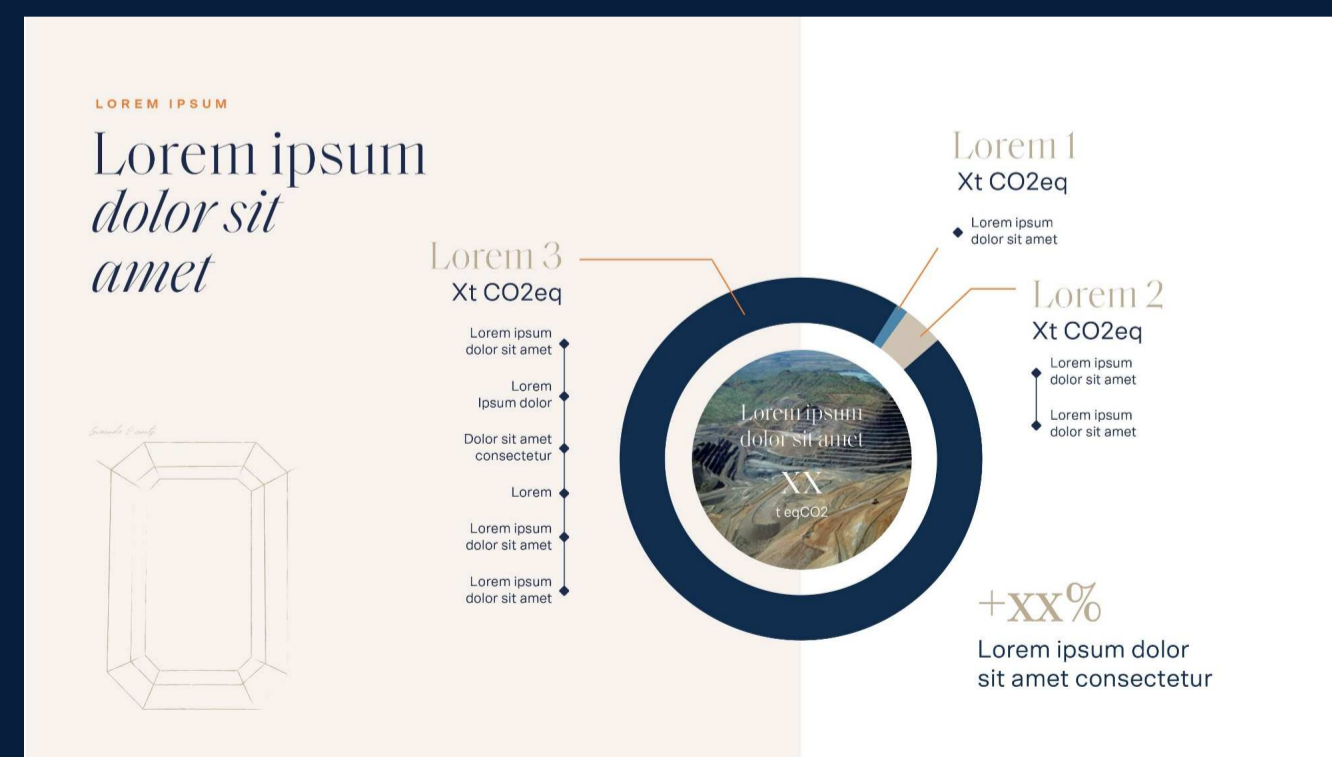 LOREM IPSUM
Lorem ipsum
dolor sit
amet
Lorem 3
Xt CO2eq
Lorem ipsum
dolor sit amet
Lorem
Ipsum dolor
Dolor sit amet
consectetur
Lorem
Lorem ipsum
dolor sit amet
Lorem ipsum
dolor sit amet
Lorem ipsum
dolor sit amet
XX
t eqCO2
Lorem 1
Xt CO2eq
Lorem ipsum
dolor sit amet
Lorem 2
Xt CO2eq
Lorem ipsum
dolor sit amet
Lorem ipsum
dolor sit amet
+xx%
Lorem ipsum dolor
sit amet consectetur